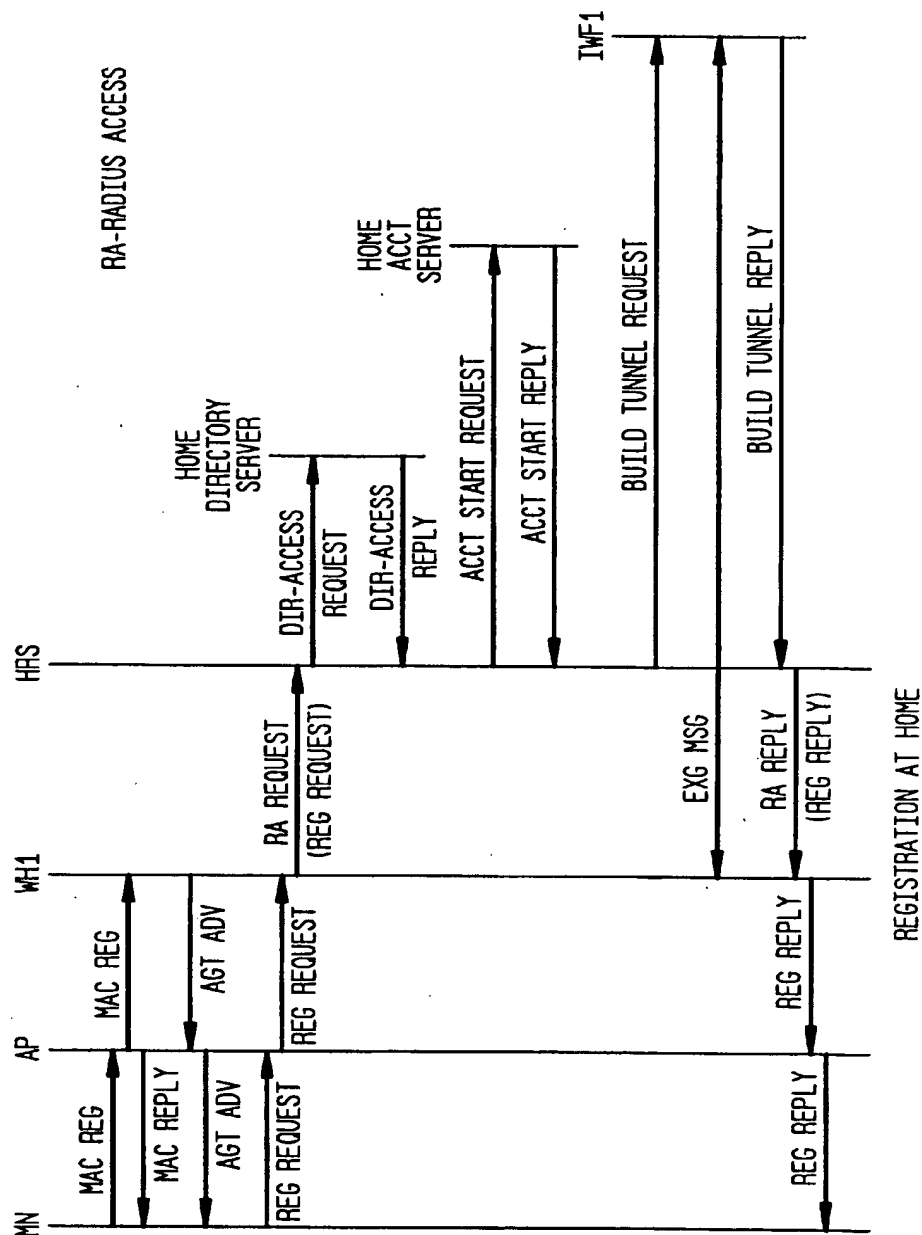 RA-RADIUS ACCESS
MN
AP
WH1
HRS
HOME
DIRECTORY
SERVER
HOME
ACCT
SERVER
IWF1
MAC REG
MAC REG
MAC REPLY
AGT ADV
AGT ADV
REG REQUEST
REG REQUEST
RA REQUEST
(REG REQUEST)
DIR-ACCESS
REQUEST
DIR-ACCESS
REPLY
ACCT START REQUEST
ACCT START REPLY
BUILD TUNNEL REQUEST
EXG MSG
BUILD TUNNEL REPLY
RA REPLY
(REG REPLY)
REG REPLY
REG REPLY
REGISTRATION AT HOME